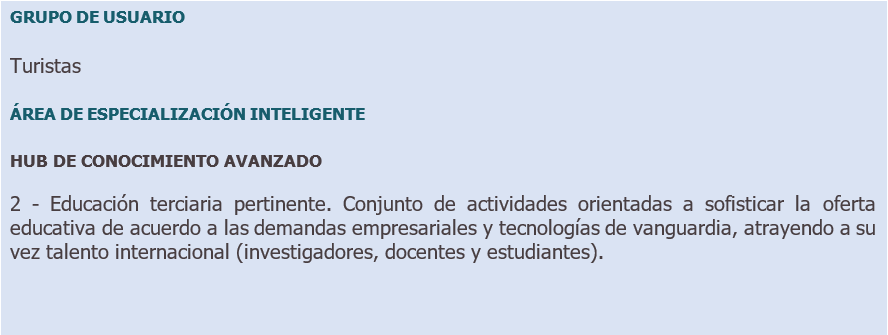 GRUPO DE USUARIO
Turistas
ÁREA DE ESPECIALIZACIÓN INTELIGENTE
HUB DE CONOCIMIENTO AVANZADO
2 - Educación terciaria pertinente. Conjunto de actividades orientadas a sofisticar la oferta
educativa de acuerdo a las demandas empresariales y tecnologías de vanguardia, atrayendo a su
vez talento internacional (investigadores, docentes y estudiantes).